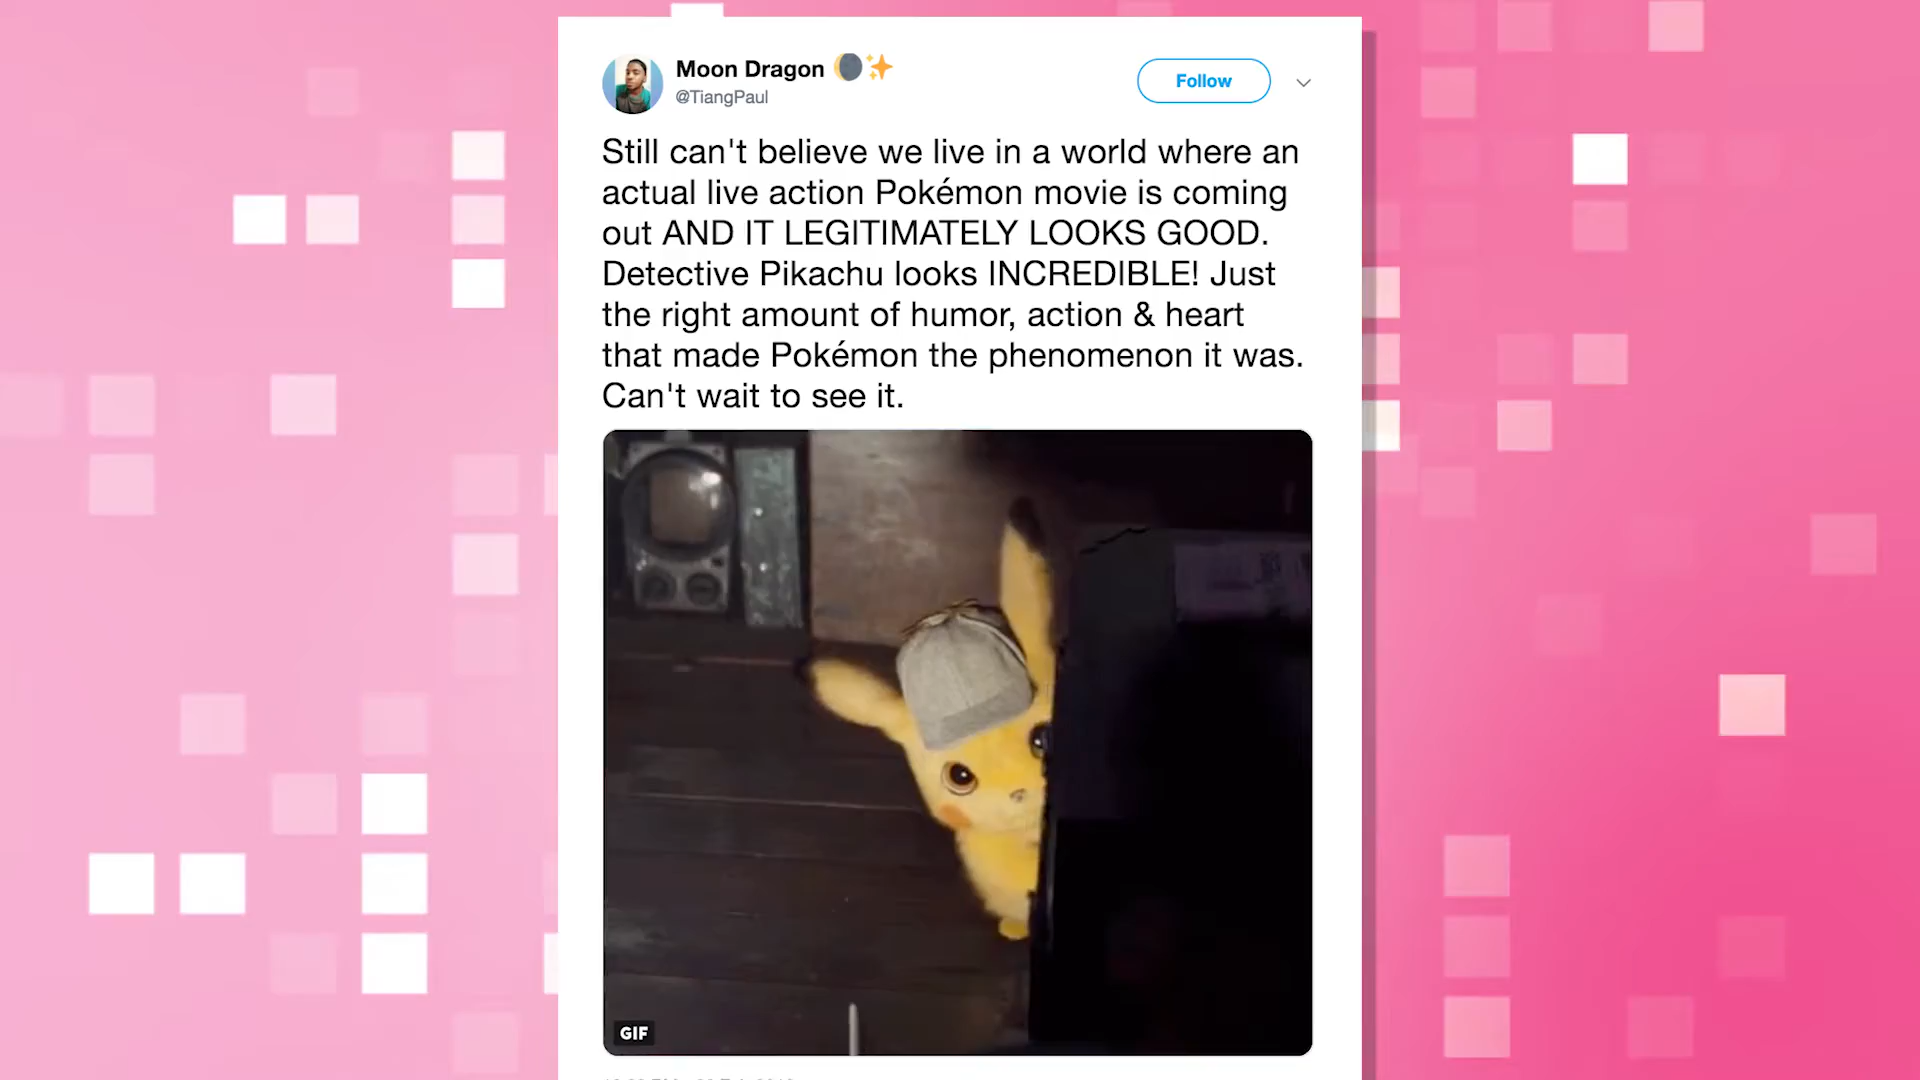 Moon Dragon
@TiangPaul
Follow
Still can't believe we live in a world where an
actual live action Pokémon movie is coming
out AND IT LEGITIMATELY LOOKS GOOD.
Detective Pikachu looks INCREDIBLE! Just
the right amount of humor, action & heart
that made Pokémon the phenomenon it was.
Can't wait to see it.
GIF